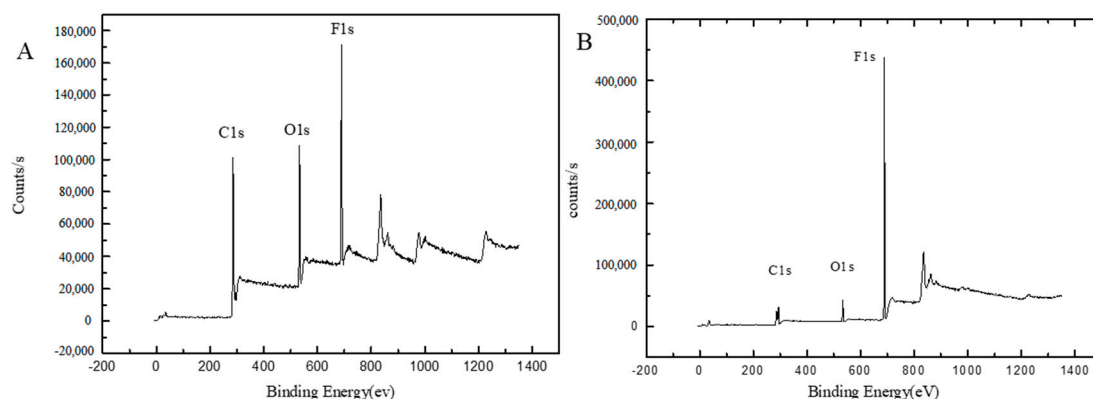 A
F1s
C1s
O1s
180,000
160,000
140,000
120,000
100,000
80,000
60,000
40,000
20,000
0
-20,000
Counts/s
-200 0 200 400 600 800 1000 1200 1400
Binding Energy(ev)
B
F1s
C1s
O1s
500,000
400,000
300,000
200,000
100,000
0
counts/s
-200 0 200 400 600 800 1000 1200 1400
Binding Energy(eV)